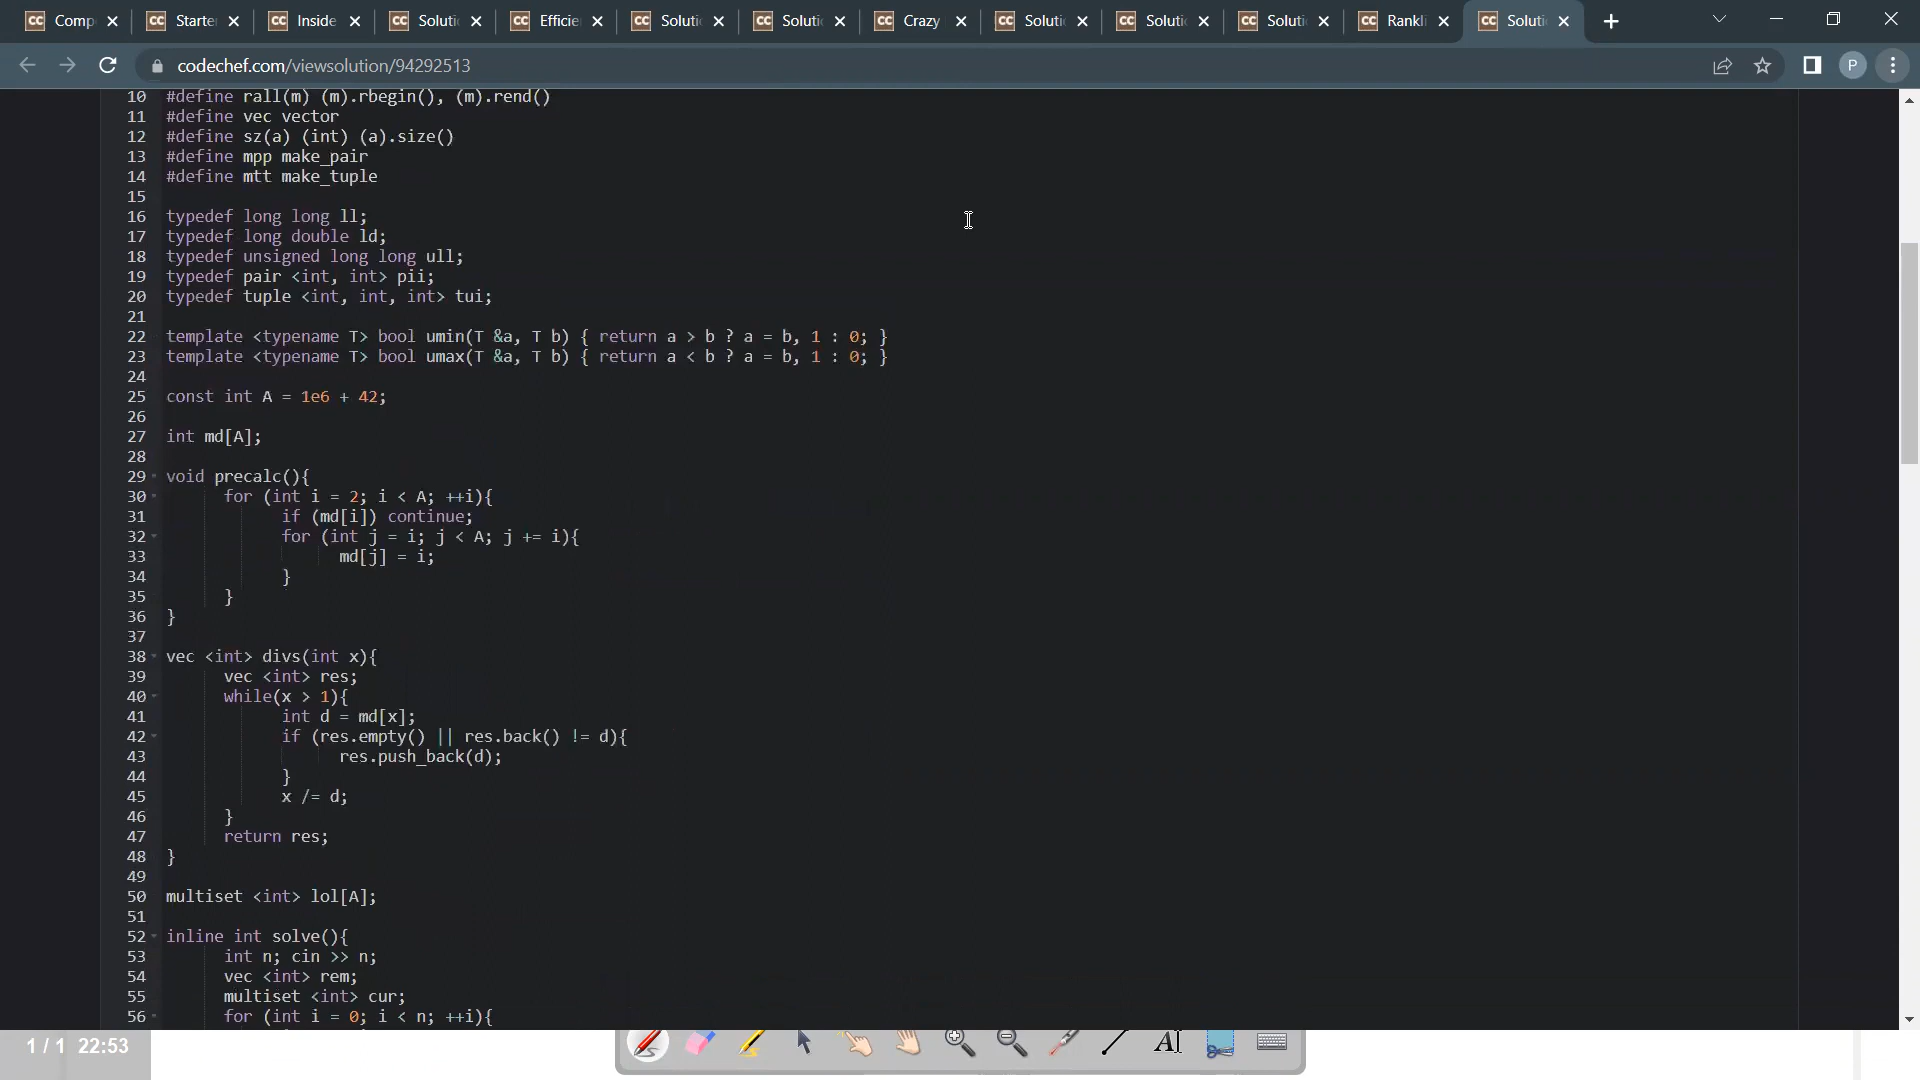 Comp
Starte
Inside
Soluti
Efficie
Soluti
Soluti
Crazy
Soluti
Soluti
Soluti
Rankli
Soluti
codechef.com/viewsolution/94292513
P
10 #define rall(m) (m).rbegin(), (m).rend()
11 #define vec vector
12 #define sz(a) (int) (a).size()
13 #define mpp make_pair
14 #define mtt make_tuple
15
16 typedef long long ll;
17 typedef long double ld;
18 typedef unsigned long long ull;
19 typedef pair <int, int> pii;
20 typedef tuple <int, int, int> tui;
21
22 template <typename T> bool umin(T &a, T b) { return a > b ? a = b, 1 : 0; }
23 template <typename T> bool umax(T &a, T b) { return a < b ? a = b, 1 : 0; }
24
25 const int A = 1e6 + 42;
26
27 int md[A];
28
29 void precalc(){
30 for (int i = 2; i < A; ++i){
31 if (md[i]) continue;
32 for (int j = i; j < A; j += i){
33 md[j] = i;
34 }
35 }
36 }
37
38 vec <int> divs(int x){
39 vec <int> res;
40 while(x > 1){
41 int d = md[x];
42 if (res.empty() || res.back() != d){
43 res.push_back(d);
44 }
45 x /= d;
46 }
47 return res;
48 }
49
50 multiset <int> lol[A];
51
52 inline int solve(){
53 int n; cin >> n;
54 vec <int> rem;
55 multiset <int> cur;
56 for (int i = 0; i < n; ++i){
1 / 1 22:53